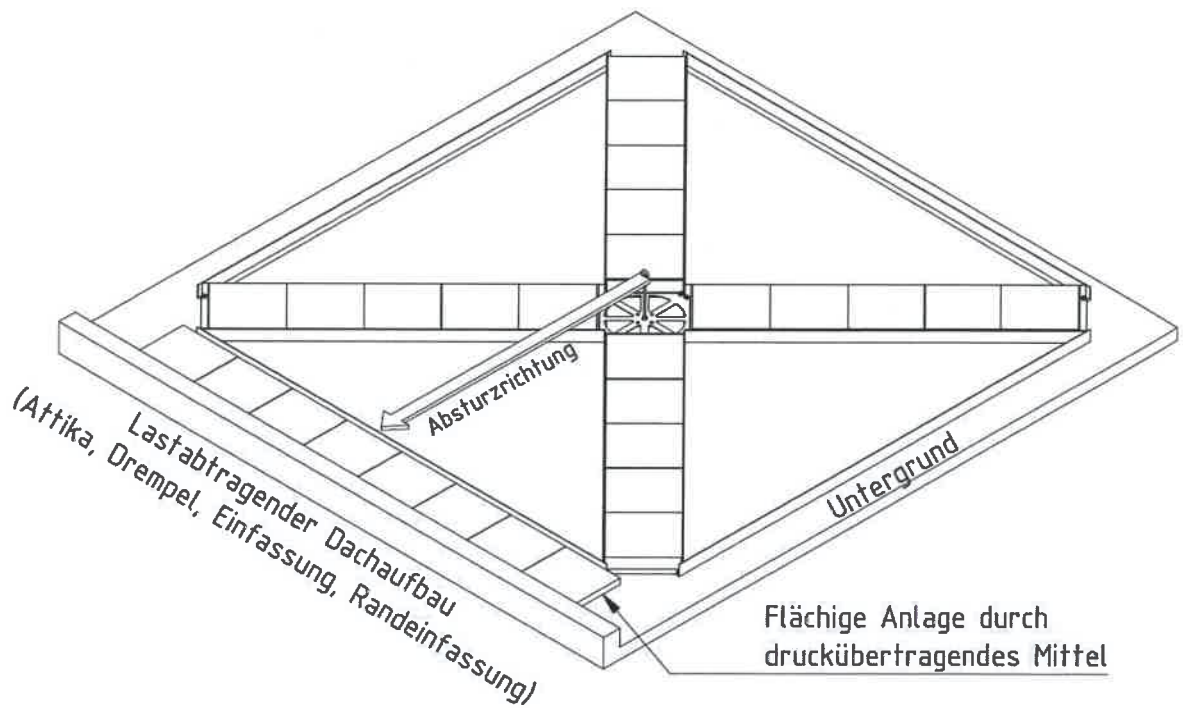 Absturzrichtung
Lastabtragender Dachaufbau
(Attika, Drempel, Einfassung, Randeinfassung)
Untergrund
Flächige Anlage durch
druckübertragendes Mittel